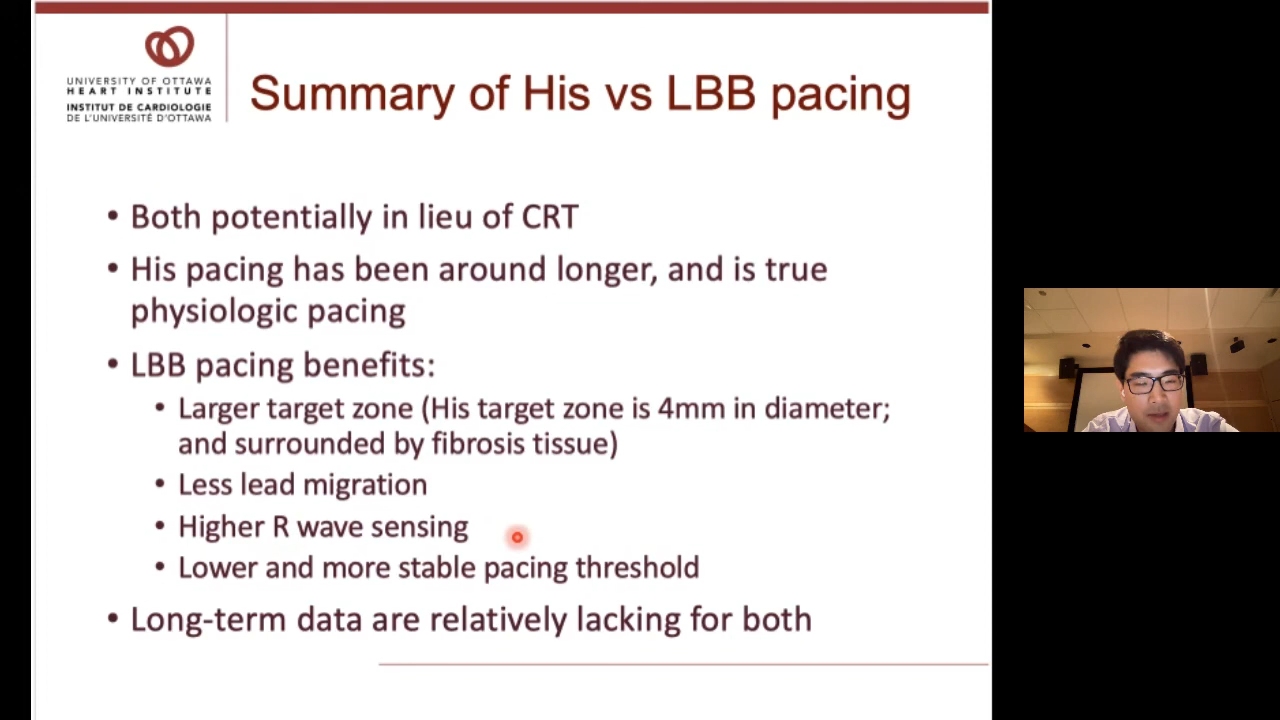 UNIVERSITY OF OTTAWA
HEART INSTITUTE
INSTITUT DE CARDIOLOGIE
DE L'UNIVERSITÉ D'OTTAWA
Summary of His vs LBB pacing
• Both potentially in lieu of CRT
• His pacing has been around longer, and is true
physiologic pacing
• LBB pacing benefits:
• Larger target zone (His target zone is 4mm in diameter;
and surrounded by fibrosis tissue)
• Less lead migration
• Higher R wave sensing
• Lower and more stable pacing threshold
• Long-term data are relatively lacking for both